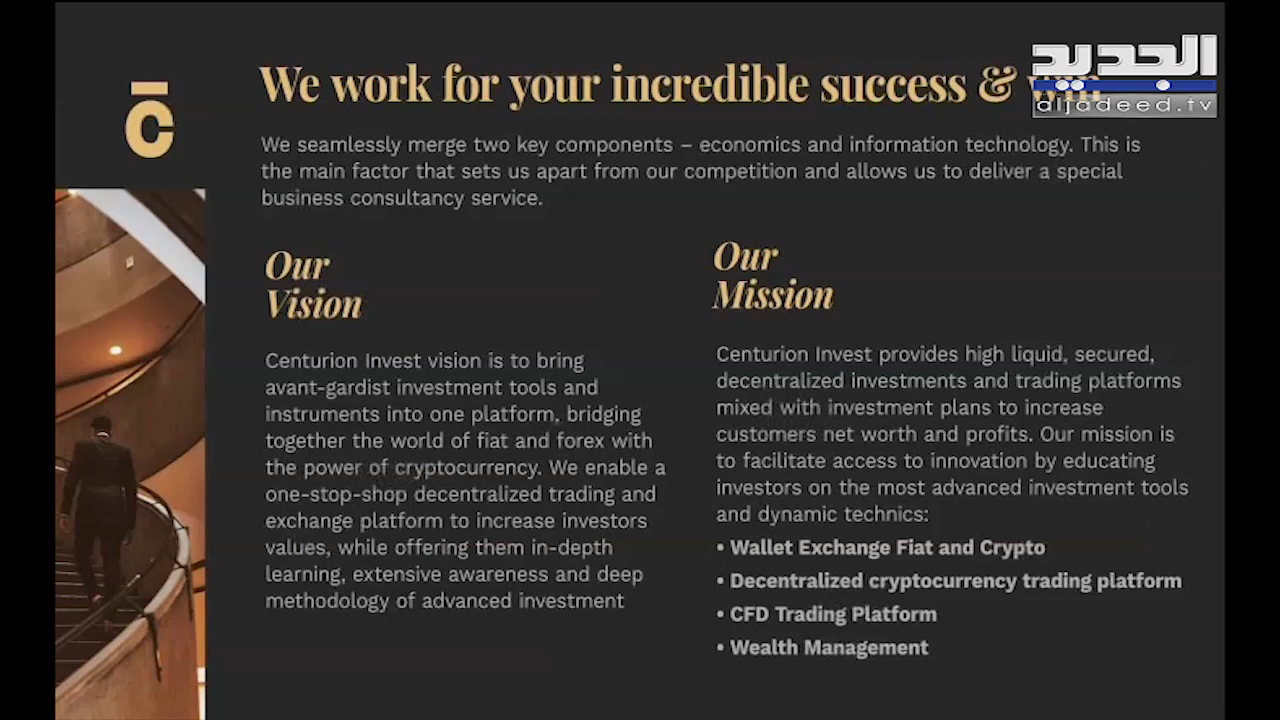 We work for your incredible success &
الجديد
aljadeed.tv
c̄
We seamlessly merge two key components – economics and information technology. This is
the main factor that sets us apart from our competition and allows us to deliver a special
business consultancy service.
Our
Vision
Centurion Invest vision is to bring
avant-gardist investment tools and
instruments into one platform, bridging
together the world of fiat and forex with
the power of cryptocurrency. We enable a
one-stop-shop decentralized trading and
exchange platform to increase investors
values, while offering them in-depth
learning, extensive awareness and deep
methodology of advanced investment
Our
Mission
Centurion Invest provides high liquid, secured,
decentralized investments and trading platforms
mixed with investment plans to increase
customers net worth and profits. Our mission is
to facilitate access to innovation by educating
investors on the most advanced investment tools
and dynamic technics:
• Wallet Exchange Fiat and Crypto
• Decentralized cryptocurrency trading platform
• CFD Trading Platform
• Wealth Management